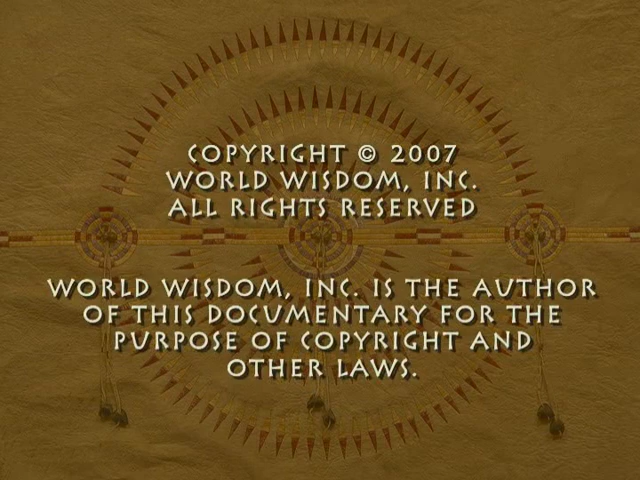 COPYRIGHT © 2007
WORLD WISDOM, INC.
ALL RIGHTS RESERVED
WORLD WISDOM, INC. IS THE AUTHOR
OF THIS DOCUMENTARY FOR THE
PURPOSE OF COPYRIGHT AND
OTHER LAWS.